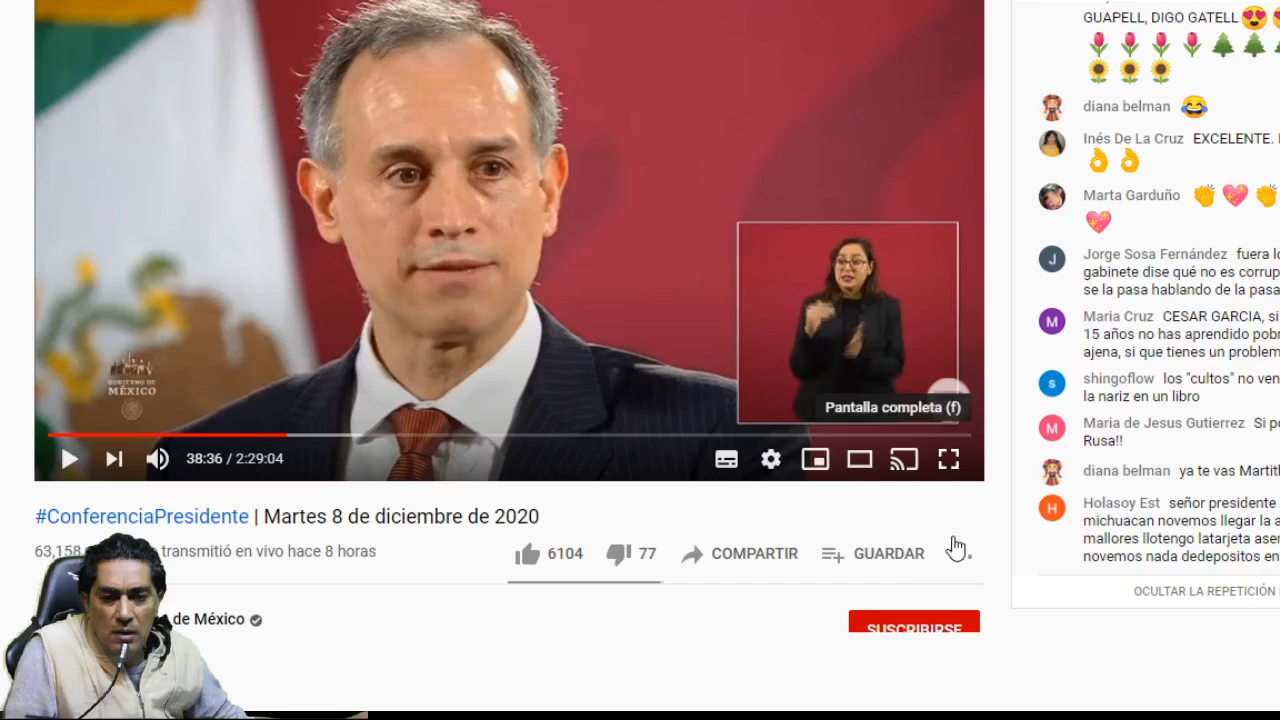 GOBIERNO DE
MÉXICO
Pantalla completa (f)
38:36 / 2:29:04
#ConferenciaPresidente | Martes 8 de diciembre de 2020
63,158 transmitió en vivo hace 8 horas
6104
77
COMPARTIR
GUARDAR
de México
SUSCRIBIRSE
GUAPELL, DIGO GATELL
diana belman
Inés De La Cruz EXCELENTE.
Marta Garduño
Jorge Sosa Fernández fuera
gabinete dise qué no es corrup
se la pasa hablando de la pasa
Maria Cruz CESAR GARCIA, si
15 años no has aprendido pob
ajena, si que tienes un problem
shingoflow los "cultos" no ven
la nariz en un libro
Maria de Jesus Gutierrez Si
Rusa!!
diana belman ya te vas Marti
Holasoy Est señor presidente
michuacan novemos llegar la a
mallores llotengo latarjeta aser
novemos nada dedepositos en
OCULTAR LA REPETICIÓN
J
M
s
M
H